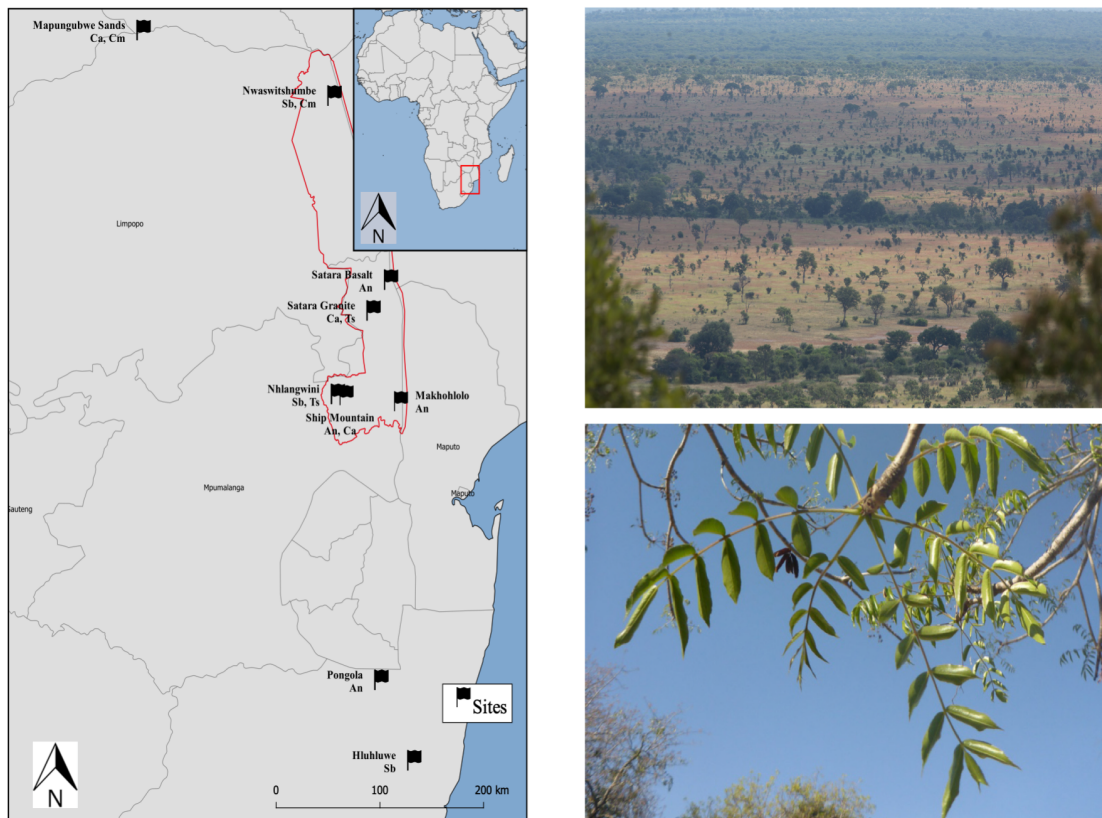 Mapungubwe Sands
Ca, Cm
Nwaswitshumbe
Sb, Cm
N
Limpopo
Satara Basalt
An
Satara Granite
Ca, Ts
Nhlangwini
Sb, Ts
Makhohlolo
An
Ship Mountain
An, Ca
Maputo
Mpumalanga
Maputo
Gauteng
Pongola
An
Sites
Hluhluwe
Sb
N
0 100 200 km